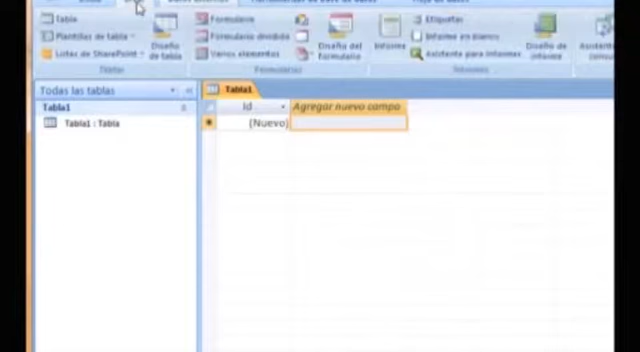 Tabla
Formulario
Etiquetas
Plantillas de tabla
Diseño de tabla
Formulario dividido
Diseño del formulario
Informe
Informe en blanco
Diseño de informe
Listas de SharePoint
Varios elementos
Asistente para informes
Tablas
Formularios
Informes
Todas las tablas
Tabla1
Tabla1
Id
Agregar nuevo campo
Tabla1 : Tabla
(Nuevo)